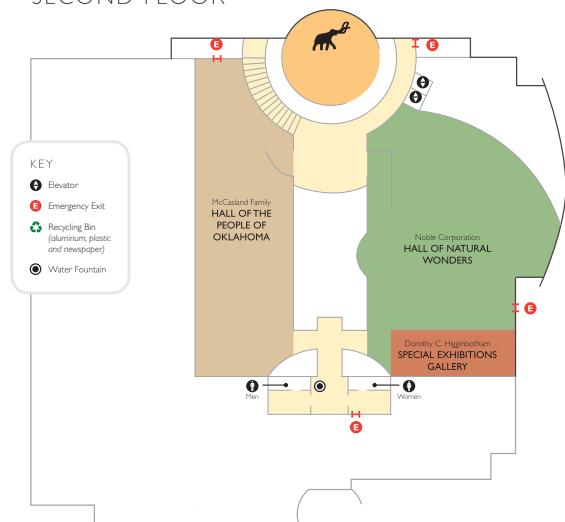 SECOND FLOOR
E
E
KEY
Elevator
E Emergency Exit
Recycling Bin
(aluminum, plastic
and newspaper)
Water Fountain
McCasland Family
HALL OF THE
PEOPLE OF
OKLAHOMA
Noble Corporation
HALL OF NATURAL
WONDERS
E
Dorothy C. Higginbotham
SPECIAL EXHIBITIONS
GALLERY
Men
Women
E